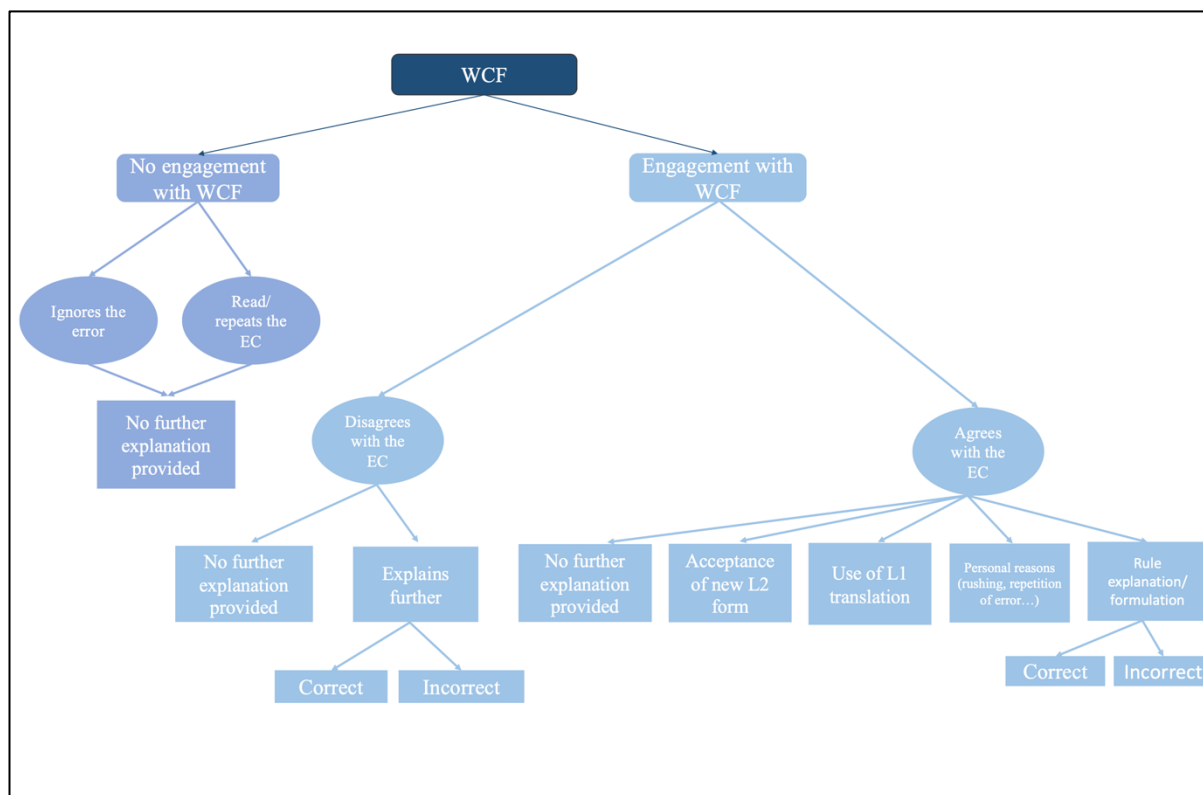 WCF
No engagement
with WCF
Engagement with
WCF
Ignores the
error
Read/
repeats the
EC
No further
explanation
provided
Disagrees
with the
EC
Agrees
with the
EC
No further
explanation
provided
Explains
further
No further
explanation
provided
Acceptance
of new L2
form
Use of L1
translation
Personal reasons
(rushing, repetition
of error…)
Rule
explanation/
formulation
Correct
Incorrect
Correct
Incorrect